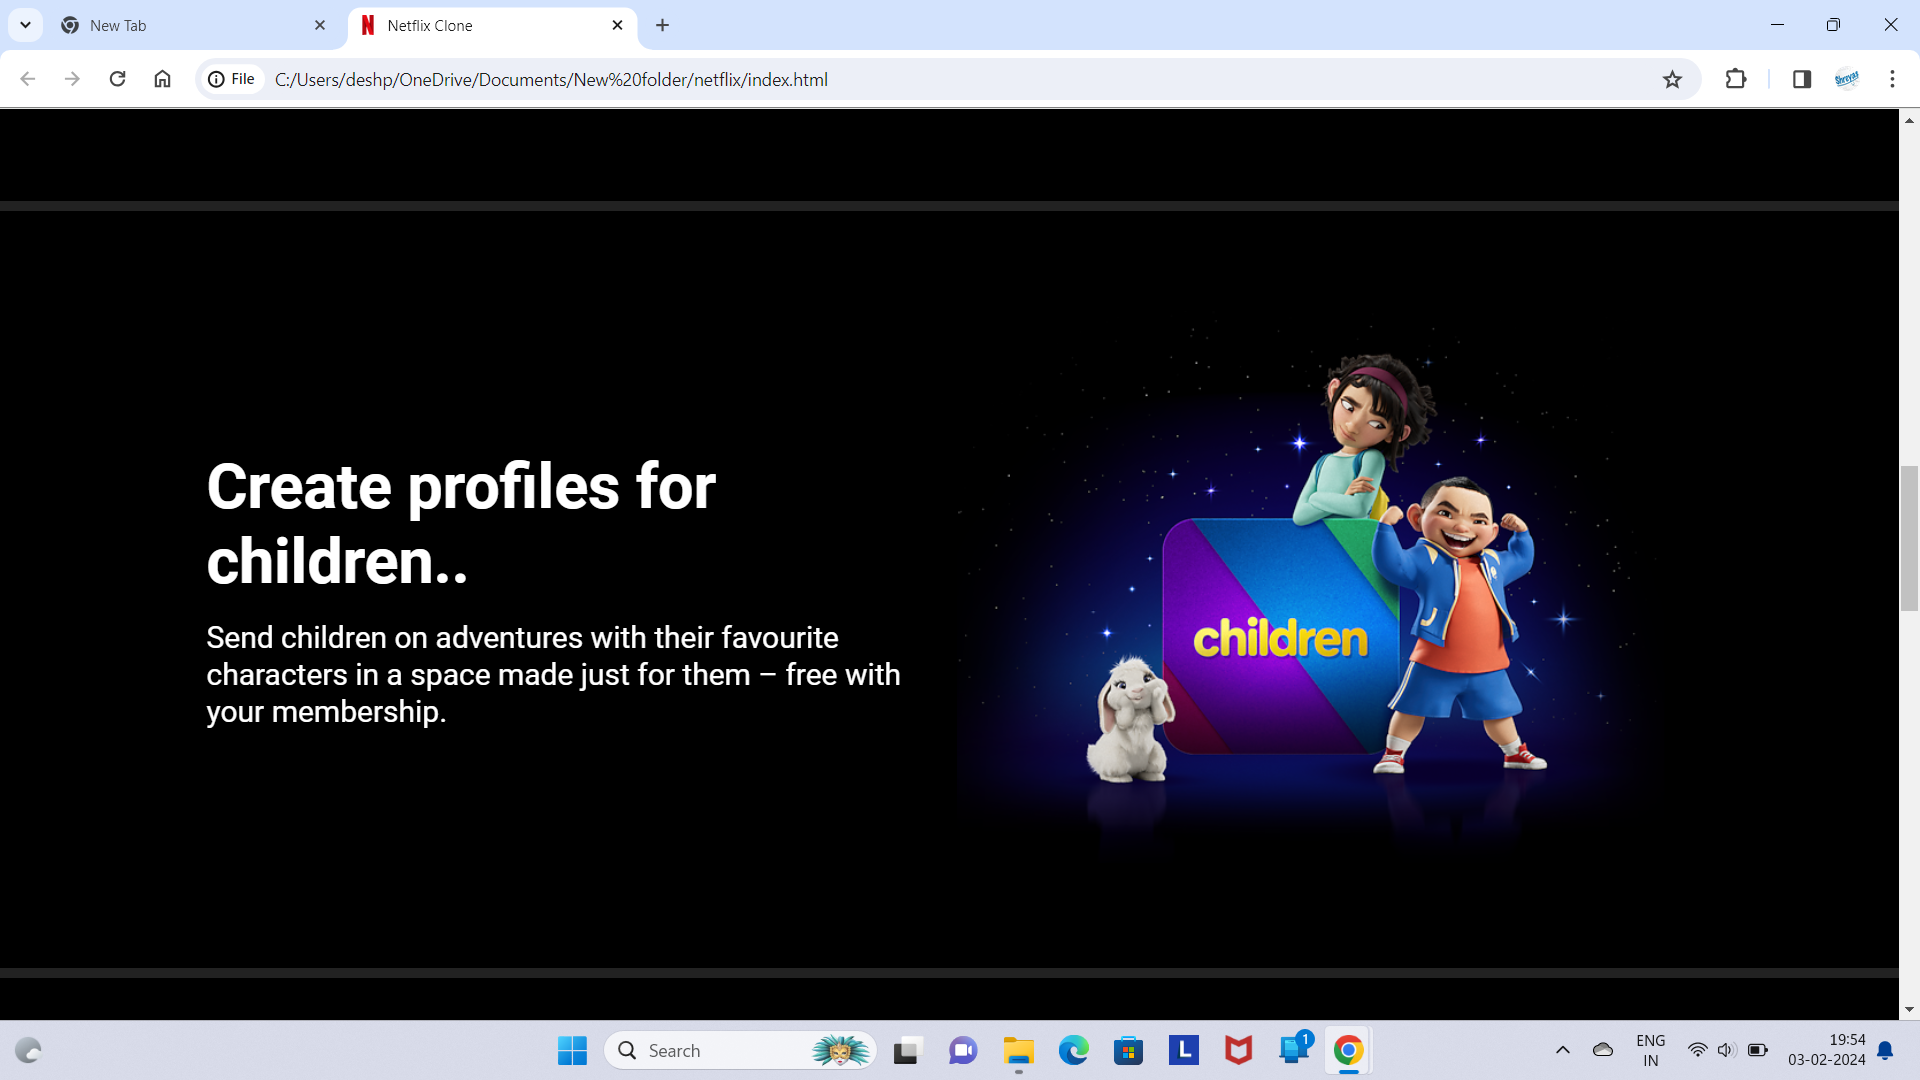 New Tab
Netflix Clone
File
C:/Users/deshp/OneDrive/Documents/New%20folder/netflix/index.html
Shreyas
Create profiles for
children..
Send children on adventures with their favourite
characters in a space made just for them – free with
your membership.
children
Search
L
1
ENG
IN
19:54
03-02-2024